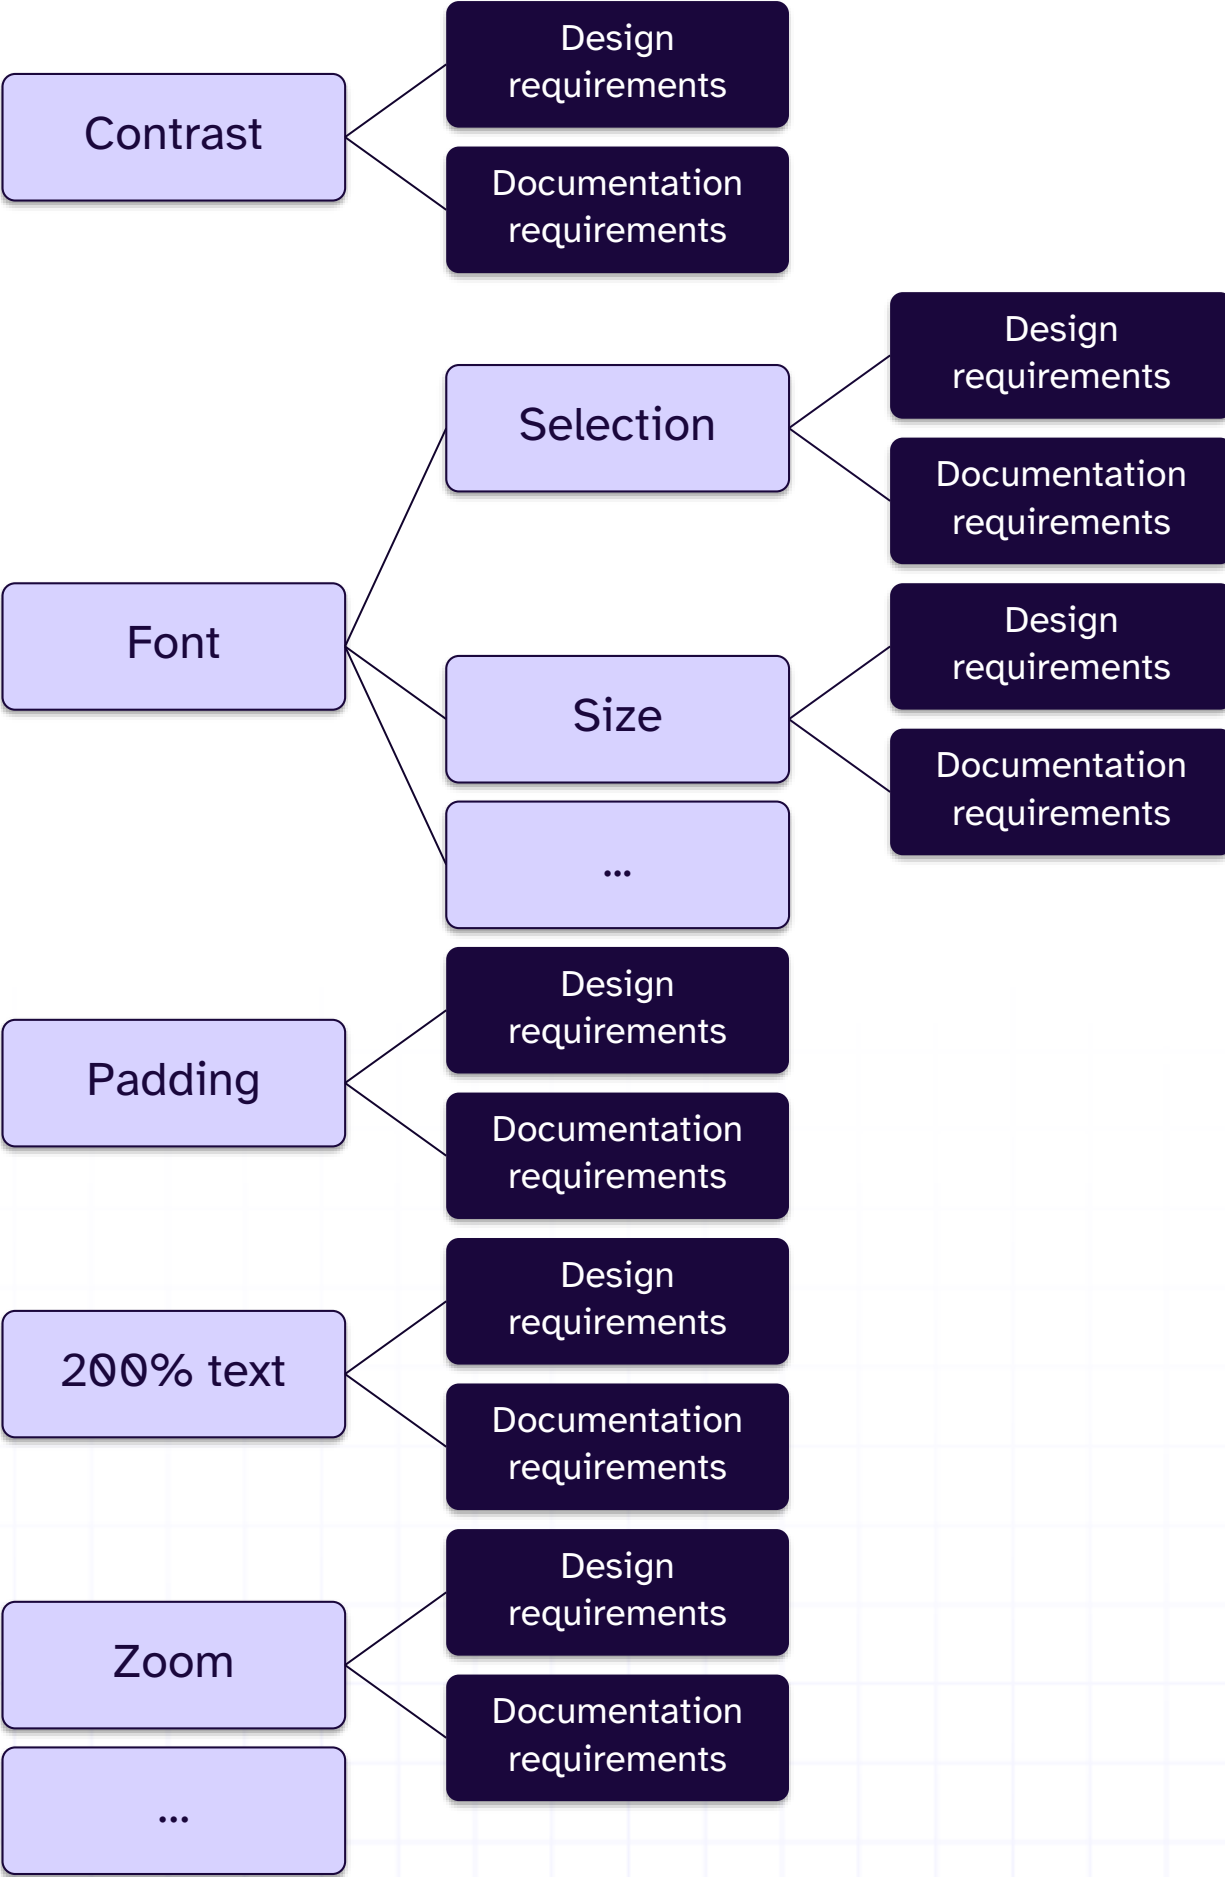 Contrast
Design
requirements
Documentation
requirements
Font
Selection
Design
requirements
Documentation
requirements
Size
Design
requirements
Documentation
requirements
...
Padding
Design
requirements
Documentation
requirements
200% text
Design
requirements
Documentation
requirements
Zoom
Design
requirements
Documentation
requirements
...